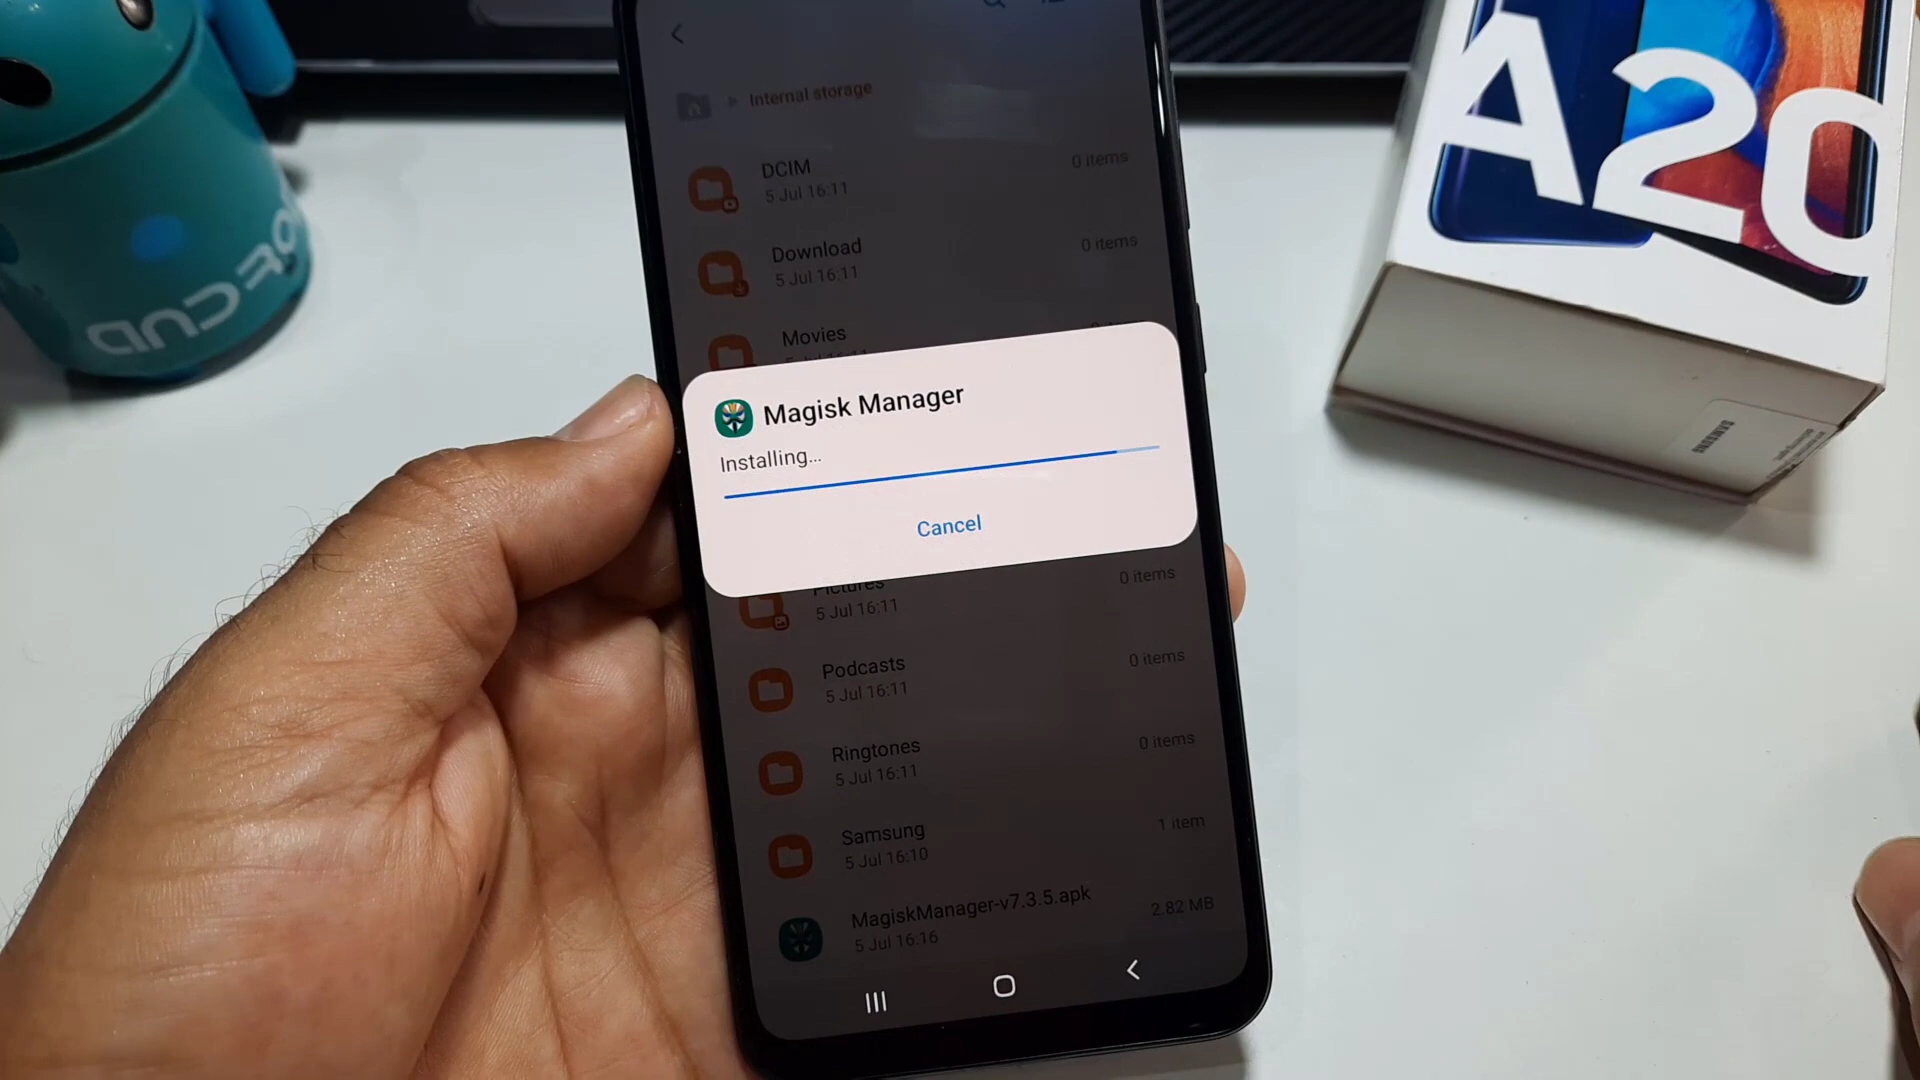 Internal storage
DCIM
5 Jul 16:11
0 items
Download
5 Jul 16:11
0 items
Movies
Magisk Manager
Installing...
Cancel
Pictures
5 Jul 16:11
0 items
Podcasts
5 Jul 16:11
0 items
Ringtones
5 Jul 16:11
0 items
Samsung
5 Jul 16:10
1 item
MagiskManager-v7.3.5.apk
5 Jul 16:16
2.82 MB
A20
SAMSUNG